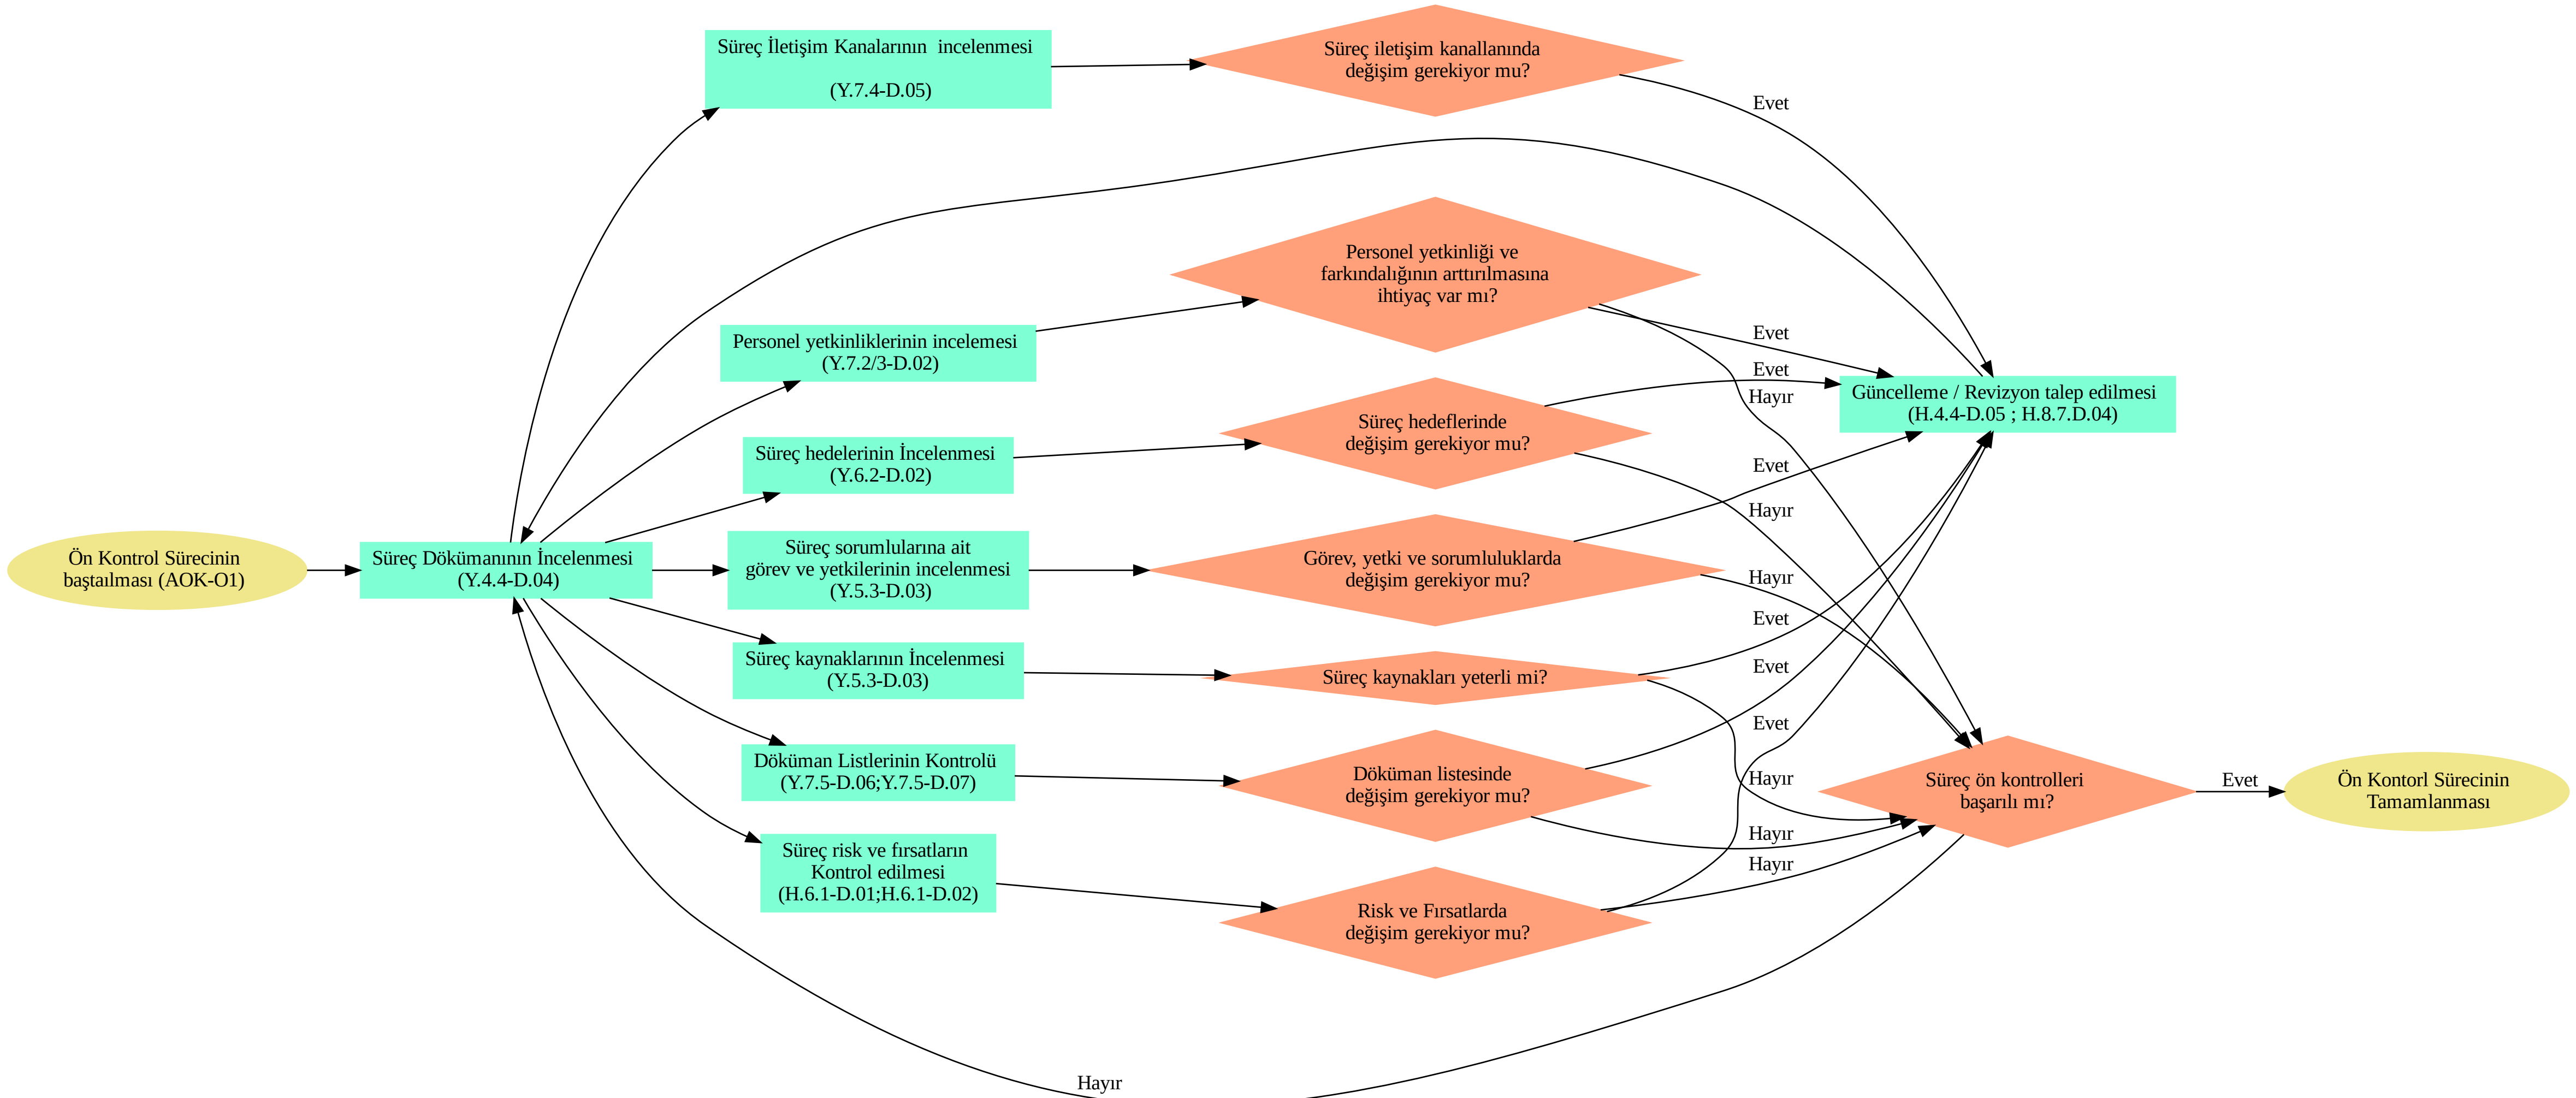 Süreç İletişim Kanalarının  incelenmesi
(Y.7.4-D.05)
Süreç iletişim kanallanında
değişim gerekiyor mu?
Evet
Personel yetkinliği ve
farkındalığının arttırılmasına
ihtiyaç var mı?
Personel yetkinliklerinin incelemesi
(Y.7.2/3-D.02)
Evet
Evet
Hayır
Güncelleme / Revizyon talep edilmesi
(H.4.4-D.05 ; H.8.7.D.04)
Süreç hedeflerinde
değişim gerekiyor mu?
Süreç hedelerinin İncelenmesi
(Y.6.2-D.02)
Evet
Hayır
Ön Kontrol Sürecinin
baştaılması (AOK-O1)
Süreç Dökümanının İncelenmesi
(Y.4.4-D.04)
Süreç sorumlularına ait
görev ve yetkilerinin incelenmesi
(Y.5.3-D.03)
Görev, yetki ve sorumluluklarda
değişim gerekiyor mu?
Hayır
Evet
Süreç kaynaklarının İncelenmesi
(Y.5.3-D.03)
Süreç kaynakları yeterli mi?
Evet
Evet
Döküman Listlerinin Kontrolü
(Y.7.5-D.06;Y.7.5-D.07)
Döküman listesinde
değişim gerekiyor mu?
Hayır
Hayır
Süreç ön kontrolleri
başarılı mı?
Evet
Ön Kontorl Sürecinin
Tamamlanması
Süreç risk ve fırsatların
Kontrol edilmesi
(H.6.1-D.01;H.6.1-D.02)
Hayır
Risk ve Fırsatlarda
değişim gerekiyor mu?
Hayır